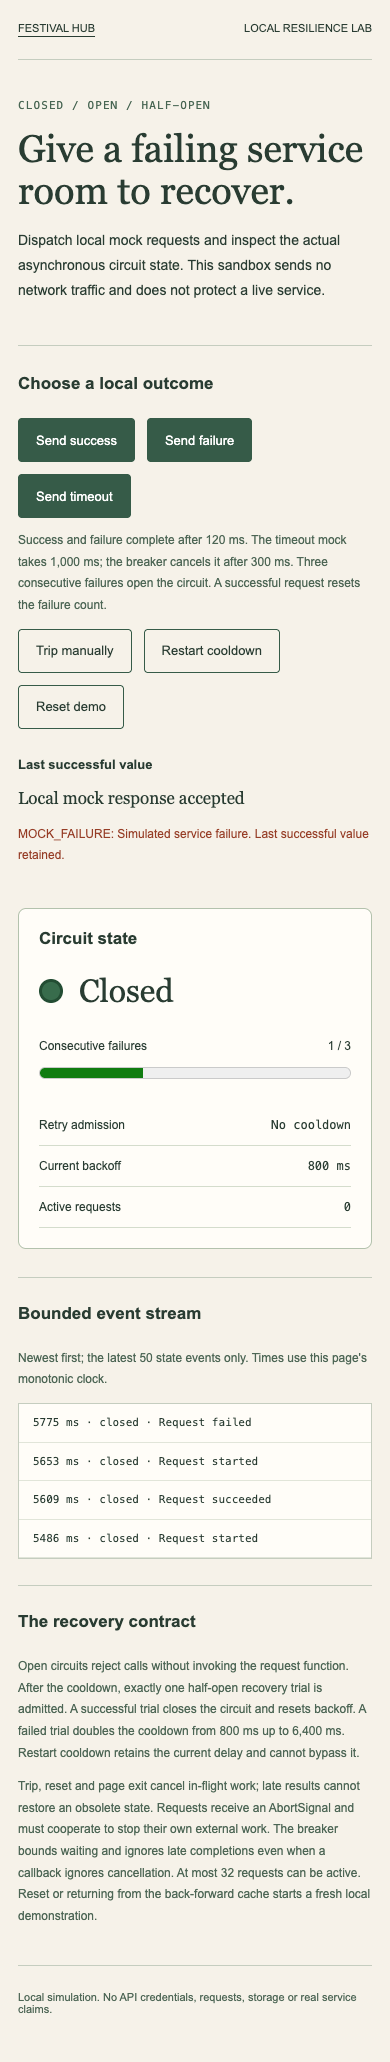 FESTIVAL HUB
LOCAL RESILIENCE LAB
CLOSED / OPEN / HALF-OPEN
Give a failing service
room to recover.
Dispatch local mock requests and inspect the actual
asynchronous circuit state. This sandbox sends no
network traffic and does not protect a live service.
Choose a local outcome
Send success
Send failure
Send timeout
Success and failure complete after 120 ms. The timeout mock
takes 1,000 ms; the breaker cancels it after 300 ms. Three
consecutive failures open the circuit. A successful request resets
the failure count.
Trip manually
Restart cooldown
Reset demo
Last successful value
Local mock response accepted
MOCK_FAILURE: Simulated service failure. Last successful value
retained.
Circuit state
Closed
Consecutive failures 1 / 3
Retry admission No cooldown
Current backoff 800 ms
Active requests 0
Bounded event stream
Newest first; the latest 50 state events only. Times use this page's
monotonic clock.
5775 ms · closed · Request failed
5653 ms · closed · Request started
5609 ms · closed · Request succeeded
5486 ms · closed · Request started
The recovery contract
Open circuits reject calls without invoking the request function.
After the cooldown, exactly one half-open recovery trial is
admitted. A successful trial closes the circuit and resets backoff. A
failed trial doubles the cooldown from 800 ms up to 6,400 ms.
Restart cooldown retains the current delay and cannot bypass it.
Trip, reset and page exit cancel in-flight work; late results cannot
restore an obsolete state. Requests receive an AbortSignal and
must cooperate to stop their own external work. The breaker
bounds waiting and ignores late completions even when a
callback ignores cancellation. At most 32 requests can be active.
Reset or returning from the back-forward cache starts a fresh local
demonstration.
Local simulation. No API credentials, requests, storage or real service
claims.